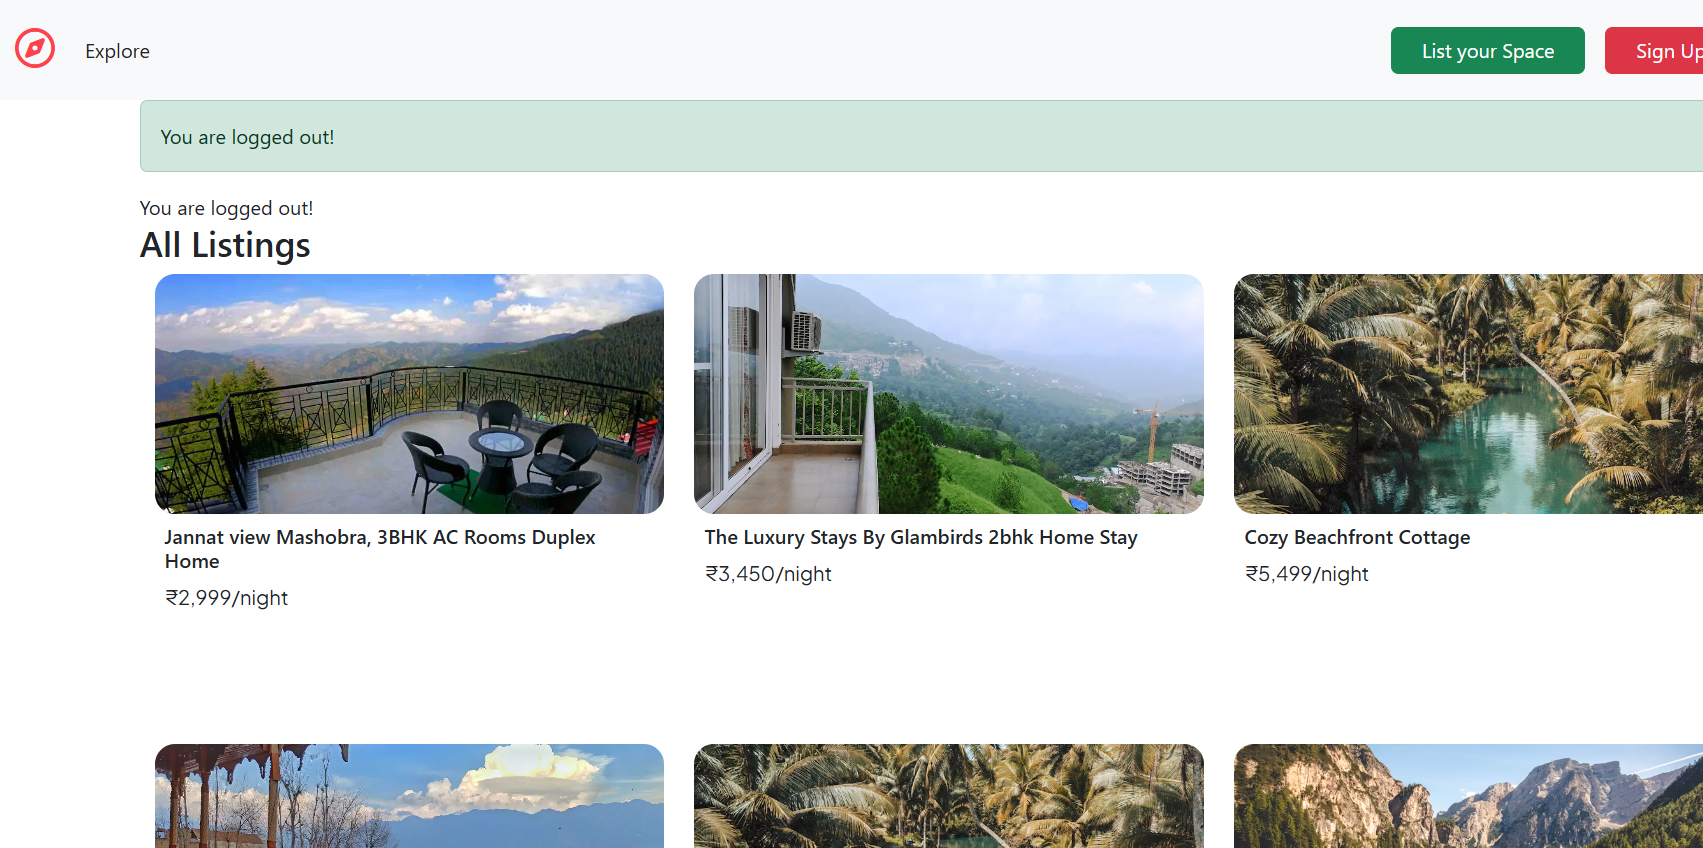 Explore
List your Space
Sign Up
You are logged out!
You are logged out!
All Listings
Jannat view Mashobra, 3BHK AC Rooms Duplex
Home
₹2,999/night
The Luxury Stays By Glambirds 2bhk Home Stay
₹3,450/night
Cozy Beachfront Cottage
₹5,499/night